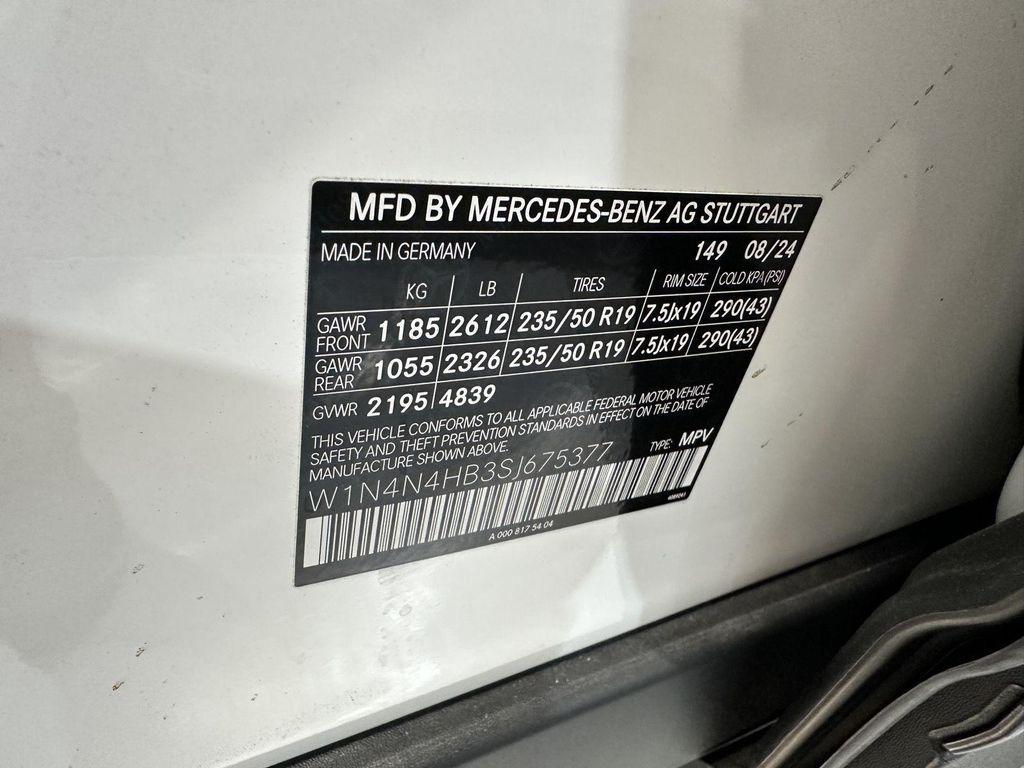 MFD BY MERCEDES-BENZ AG STUTTGART
MADE IN GERMANY 149 08/24
KG LB TIRES RIM SIZE COLD KPA (PSI)
GAWR FRONT 1185 2612 235/50 R19 7.5Jx19 290(43)
GAWR REAR 1055 2326 235/50 R19 7.5Jx19 290(43)
GVWR 2195 4839
THIS VEHICLE CONFORMS TO ALL APPLICABLE FEDERAL MOTOR VEHICLE
SAFETY AND THEFT PREVENTION STANDARDS IN EFFECT ON THE DATE OF
MANUFACTURE SHOWN ABOVE. TYPE: MPV
W1N4N4HB3SJ675377
A 000 817 54 04